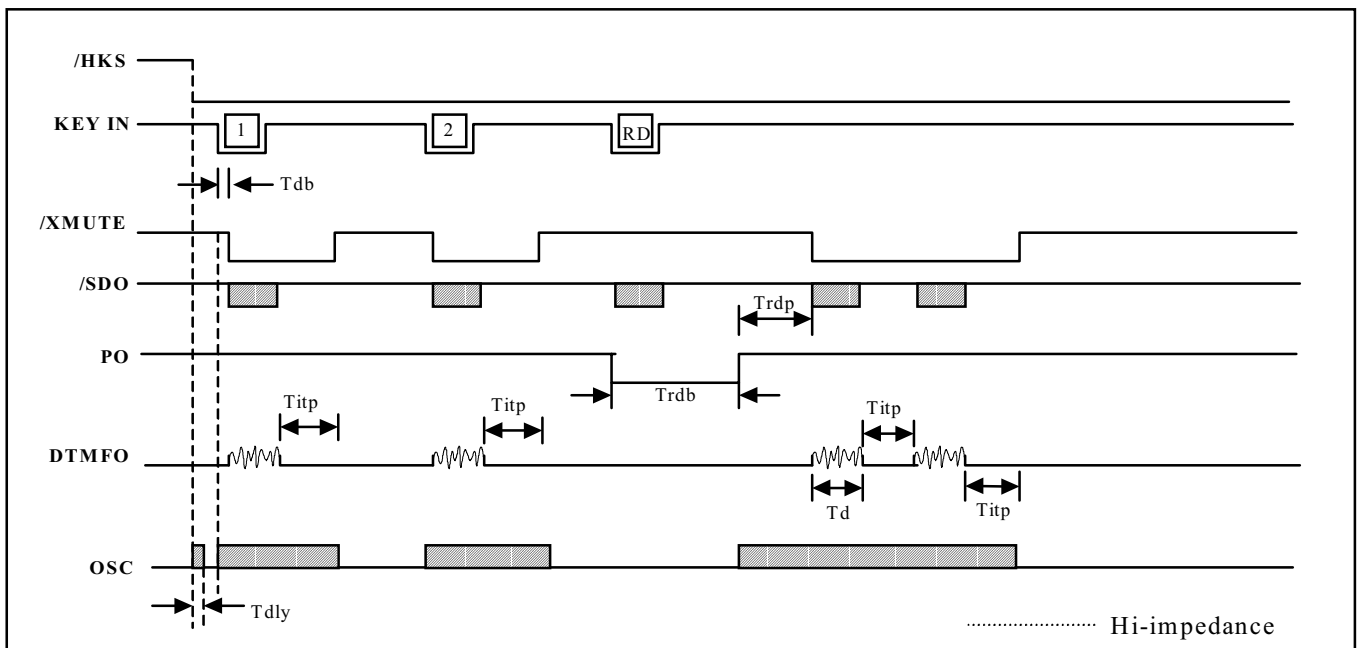 /HKS
KEY IN
1
2
RD
Tdb
/XMUTE
/SDO
Trdp
PO
Trdb
Titp
Titp
Titp
DTMFO
Td
Titp
OSC
Tdly
Hi-impedance